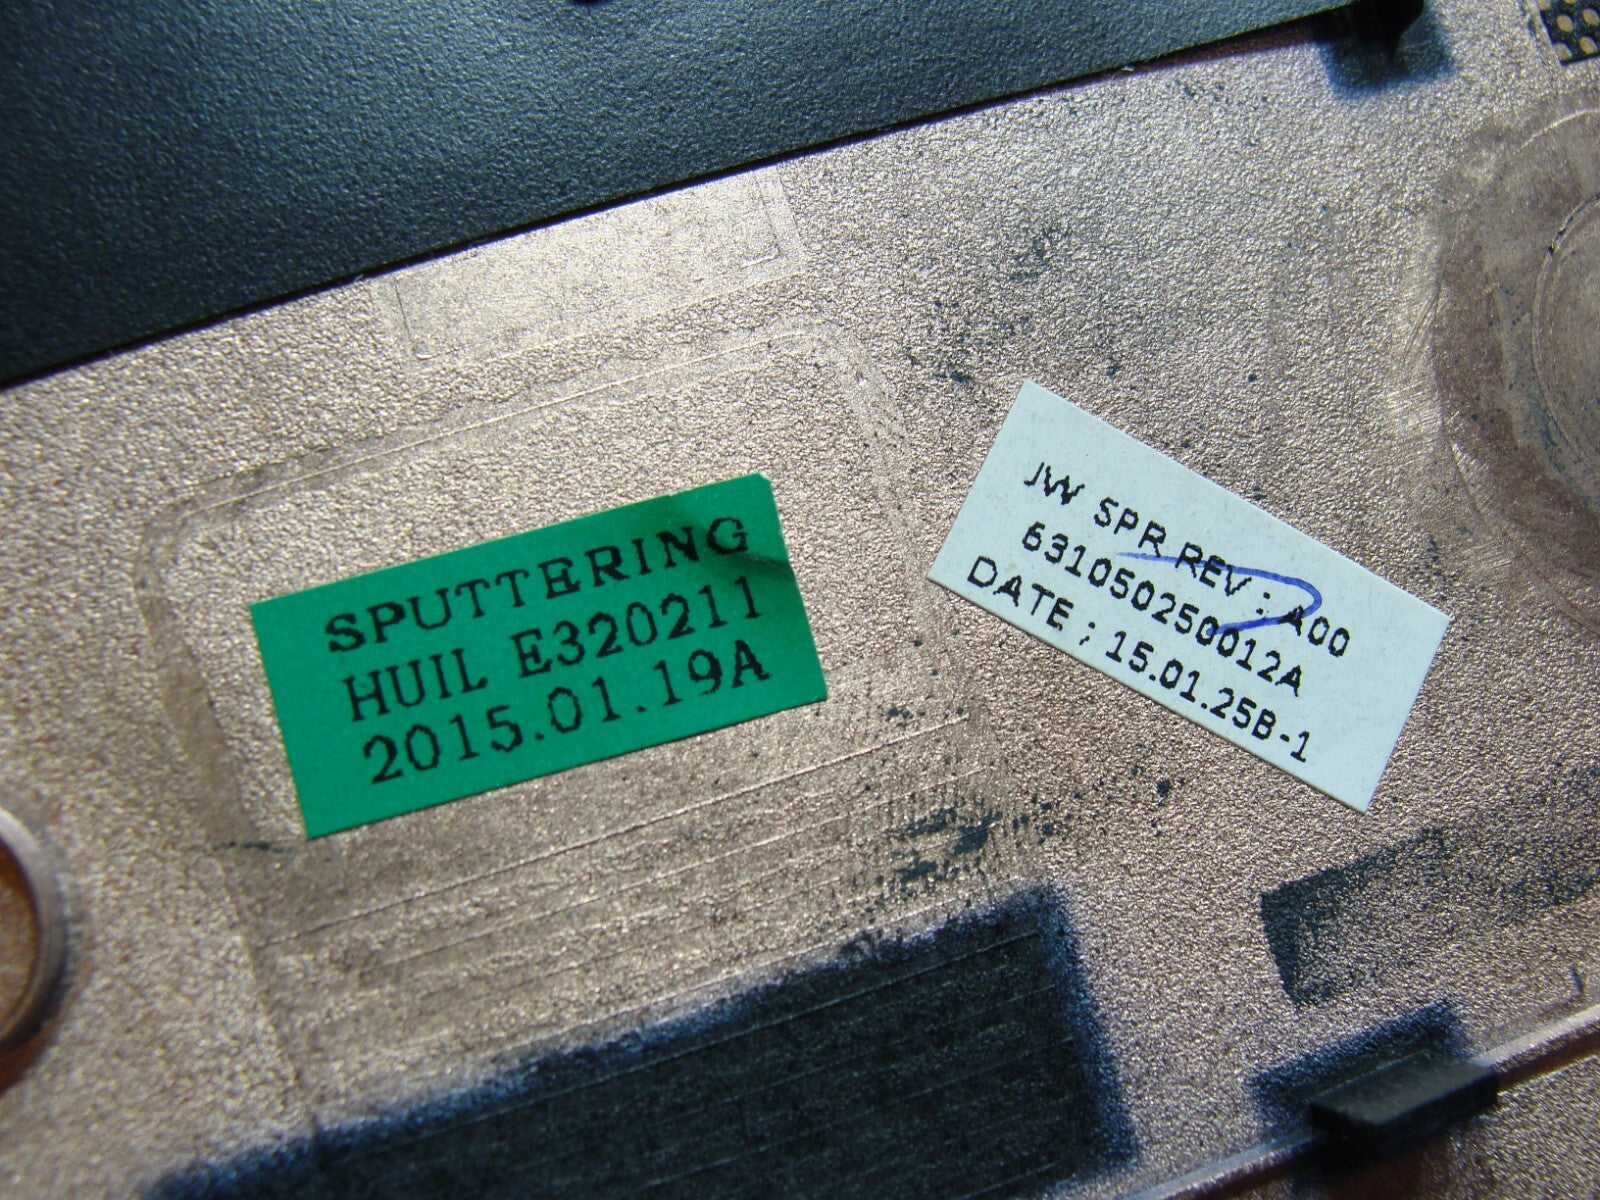 SPUTTERING
HUIL E320211
2015.01.19A
JW SPR REV : A00
631050250012A
DATE : 15.01.25B-1